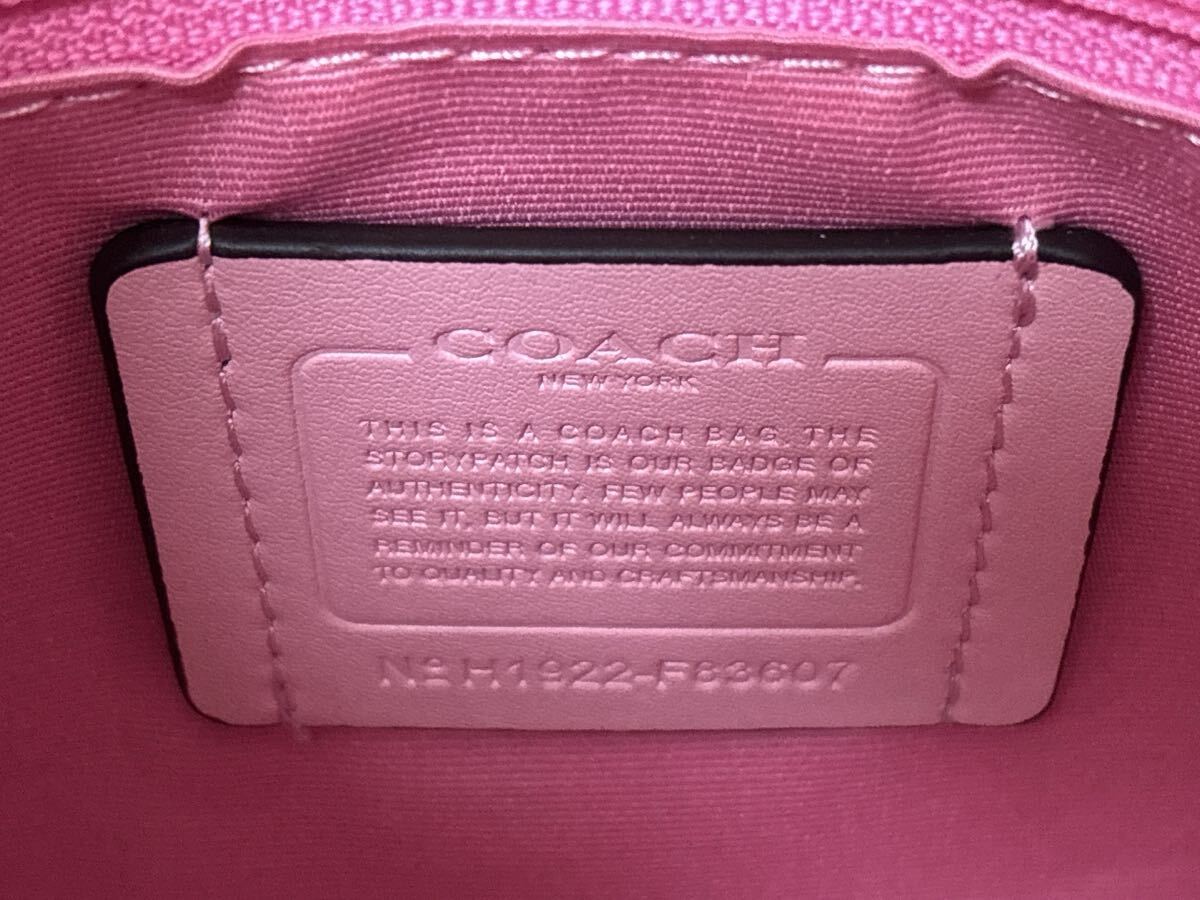 COACH
NEW YORK
THIS IS A COACH BAG. THE
STORYPATCH IS OUR BADGE OF
AUTHENTICITY. FEW PEOPLE MAY
SEE IT, BUT IT WILL ALWAYS BE A
REMINDER OF OUR COMMITMENT
TO QUALITY AND CRAFTSMANSHIP.
No H1922-F83607